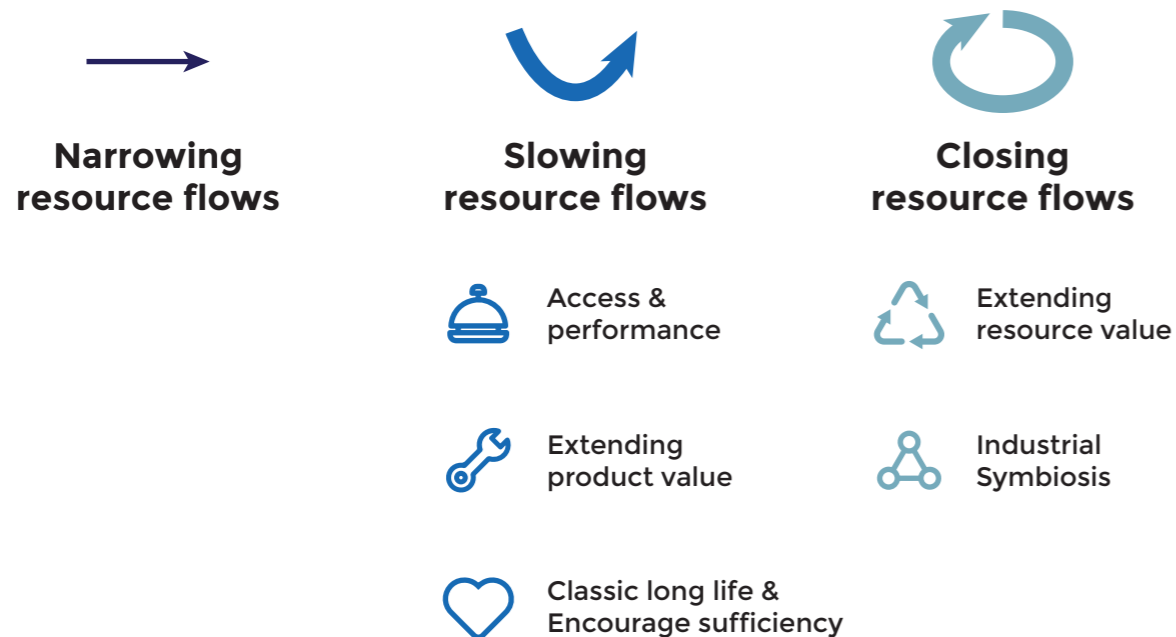 Narrowing
resource flows
Slowing
resource flows
Closing
resource flows
Access &
performance
Extending
product value
Classic long life &
Encourage sufficiency
Extending
resource value
Industrial
Symbiosis